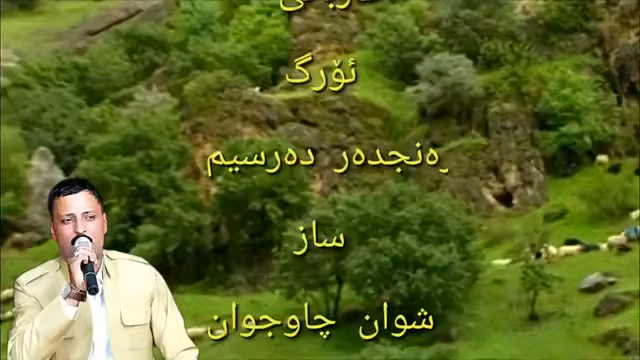 ئۆرگ
ڕەنجدەر دەرسیم
ساز
شوان چاوجوان